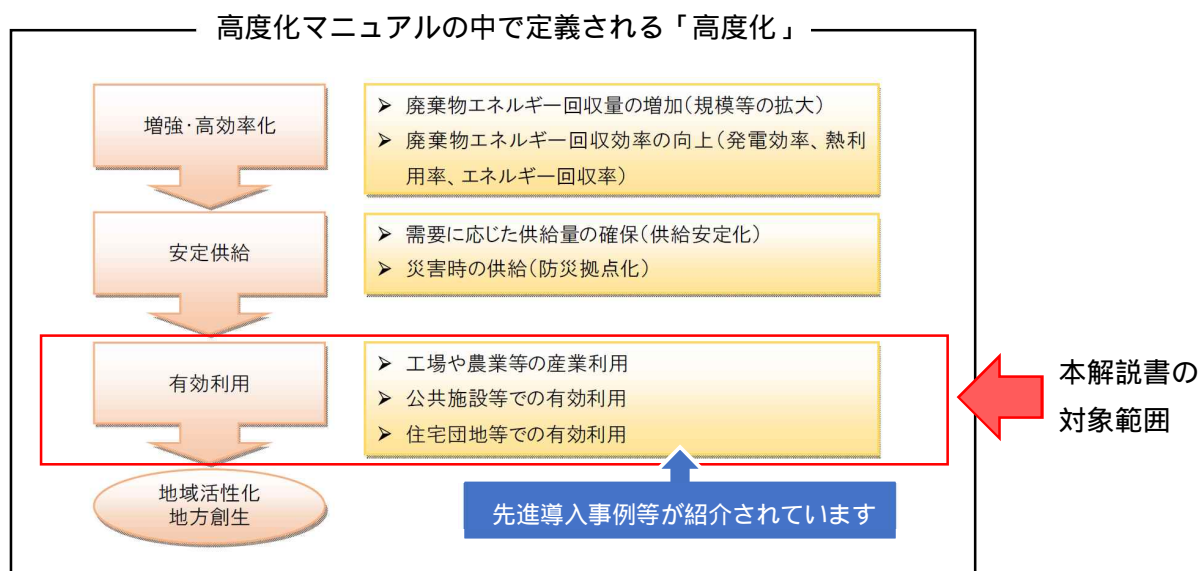 高度化マニュアルの中で定義される「高度化」
増強・高効率化
➢ 廃棄物エネルギー回収量の増加(規模等の拡大)
➢ 廃棄物エネルギー回収効率の向上(発電効率、熱利
用率、エネルギー回収率)
安定供給
➢ 需要に応じた供給量の確保(供給安定化)
➢ 災害時の供給(防災拠点化)
有効利用
➢ 工場や農業等の産業利用
➢ 公共施設等での有効利用
➢ 住宅団地等での有効利用
本解説書の
対象範囲
地域活性化
地方創生
先進導入事例等が紹介されています